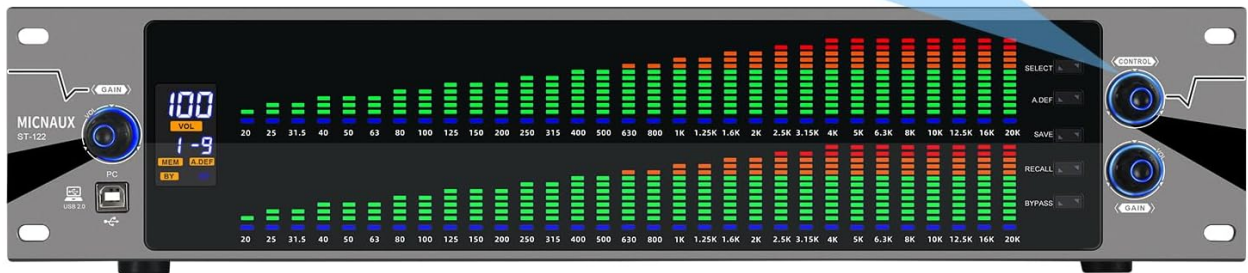 GAIN
VOL
MICNAUX
ST-122
PC
USB 2.0
100
VOL
1-9
MEM A.DEF
BY
20 25 31.5 40 50 63 80 100 125 150 200 250 315 400 500 630 800 1K 1.25K 1.6K 2K 2.5K 3.15K 4K 5K 6.3K 8K 10K 12.5K 16K 20K
20 25 31.5 40 50 63 80 100 125 150 200 250 315 400 500 630 800 1K 1.25K 1.6K 2K 2.5K 3.15K 4K 5K 6.3K 8K 10K 12.5K 16K 20K
SELECT
A.DEF
SAVE
RECALL
BYPASS
CONTROL
VOL
GAIN